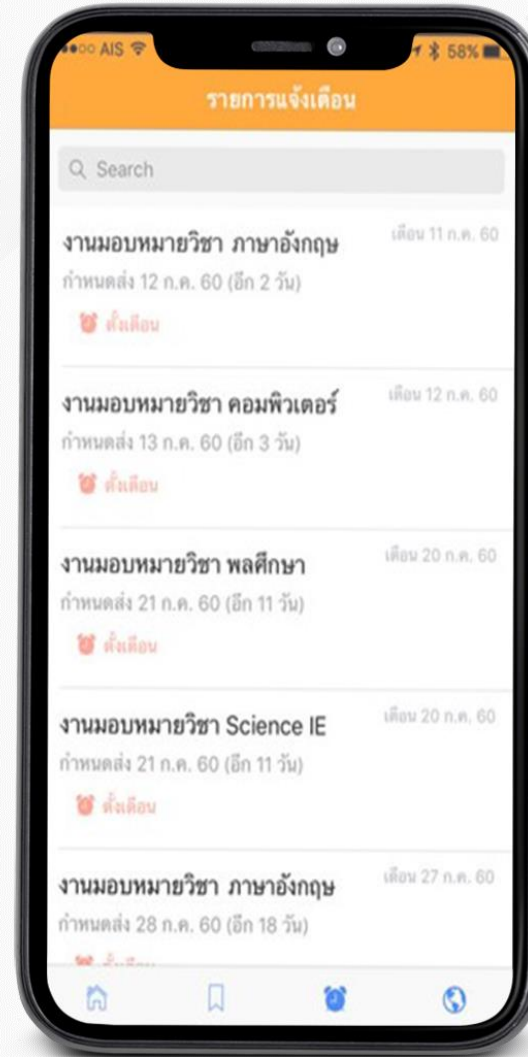 AIS 58%
รายการแจ้งเตือน
Search
งานมอบหมายวิชา ภาษาอังกฤษ เตือน 11 ก.ค. 60
กำหนดส่ง 12 ก.ค. 60 (อีก 2 วัน)
ตั้งเตือน
งานมอบหมายวิชา คอมพิวเตอร์ เตือน 12 ก.ค. 60
กำหนดส่ง 13 ก.ค. 60 (อีก 3 วัน)
ตั้งเตือน
งานมอบหมายวิชา พลศึกษา เตือน 20 ก.ค. 60
กำหนดส่ง 21 ก.ค. 60 (อีก 11 วัน)
ตั้งเตือน
งานมอบหมายวิชา Science IE เตือน 20 ก.ค. 60
กำหนดส่ง 21 ก.ค. 60 (อีก 11 วัน)
ตั้งเตือน
งานมอบหมายวิชา ภาษาอังกฤษ เตือน 27 ก.ค. 60
กำหนดส่ง 28 ก.ค. 60 (อีก 18 วัน)